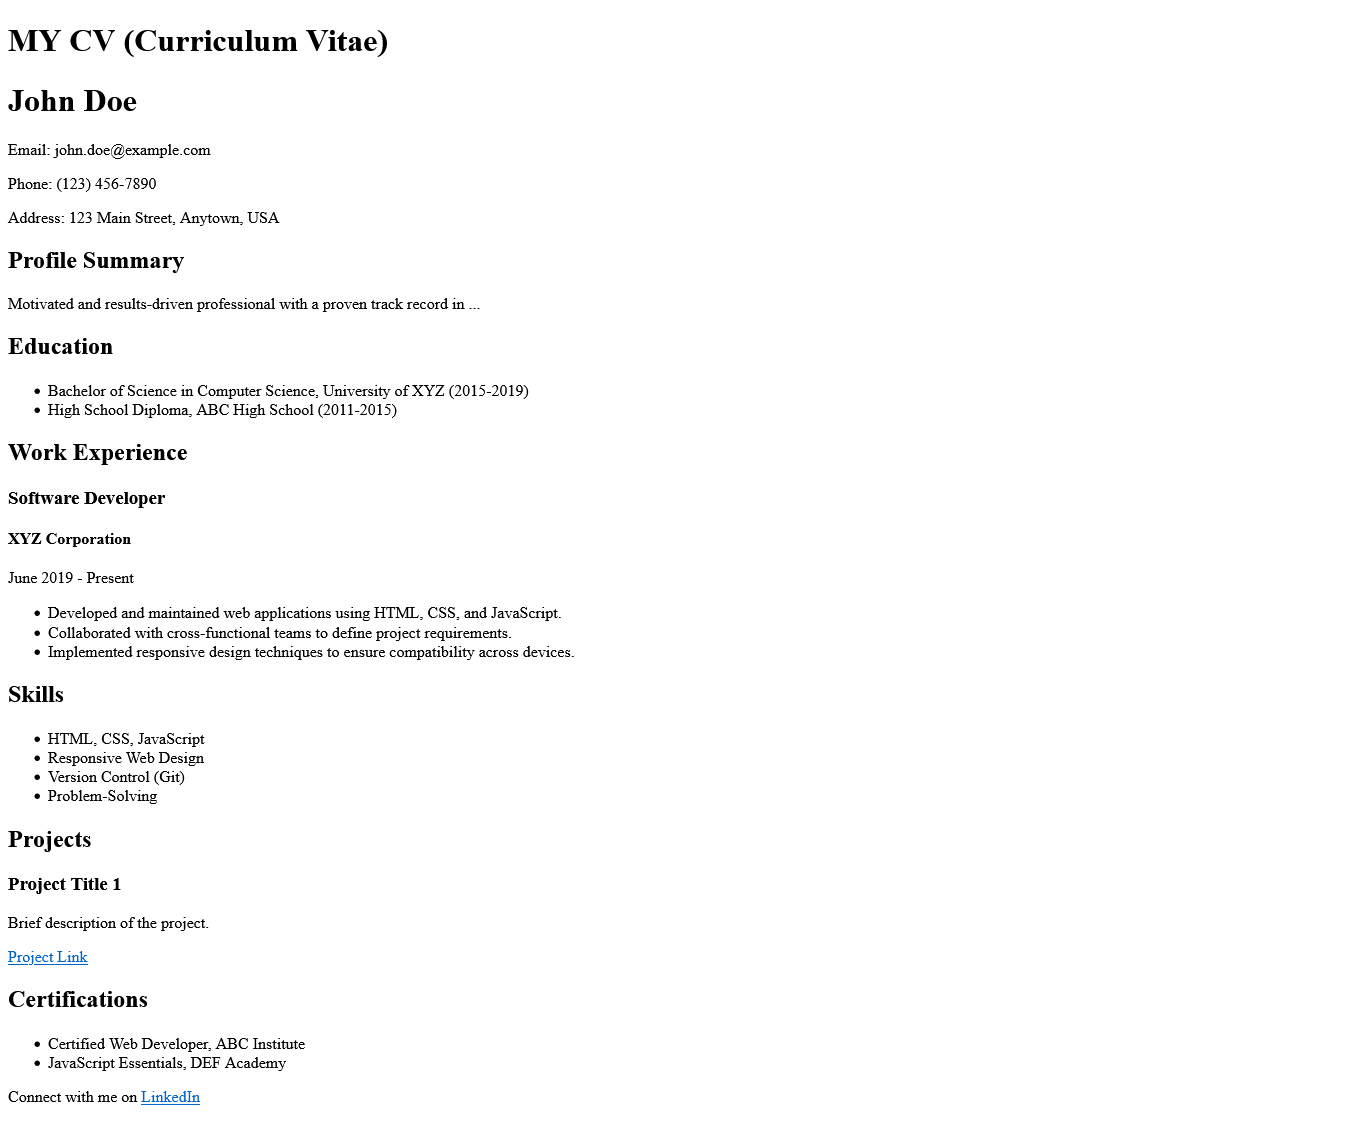 MY CV (Curriculum Vitae)
John Doe
Email: john.doe@example.com
Phone: (123) 456-7890
Address: 123 Main Street, Anytown, USA
Profile Summary
Motivated and results-driven professional with a proven track record in ...
Education
Bachelor of Science in Computer Science, University of XYZ (2015-2019)
High School Diploma, ABC High School (2011-2015)
Work Experience
Software Developer
XYZ Corporation
June 2019 - Present
Developed and maintained web applications using HTML, CSS, and JavaScript.
Collaborated with cross-functional teams to define project requirements.
Implemented responsive design techniques to ensure compatibility across devices.
Skills
HTML, CSS, JavaScript
Responsive Web Design
Version Control (Git)
Problem-Solving
Projects
Project Title 1
Brief description of the project.
Project Link
Certifications
Certified Web Developer, ABC Institute
JavaScript Essentials, DEF Academy
Connect with me on LinkedIn